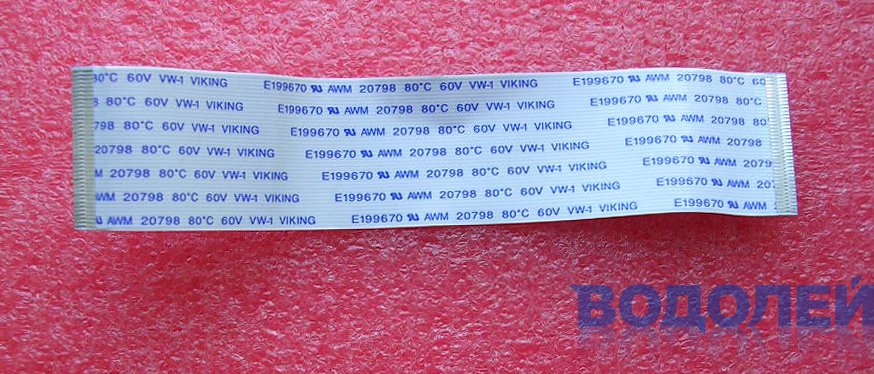 80°C 60V VW-1 VIKING E199670 AWM 20798 80°C 60V VW-1 VIKING E199670 AWM 20798 80°C 60
80°C 60V VW-1 VIKING E199670 AWM 20798 80°C 60V VW-1 VIKING E199670 AWM 20798 80°C
798 80°C 60V VW-1 VIKING E199670 AWM 20798 80°C 60V VW-1 VIKING E199670 AWM 20798 80°
20798 80°C 60V VW-1 VIKING E199670 AWM 20798 80°C 60V VW-1 VIKING E199670 AWM 20798
M 20798 80°C 60V VW-1 VIKING E199670 AWM 20798 80°C 60V VW-1 VIKING E199670 AWM 2079
WM 20798 80°C 60V VW-1 VIKING E199670 AWM 20798 80°C 60V VW-1 VIKING E199670 AWM 20
AWM 20798 80°C 60V VW-1 VIKING E199670 AWM 20798 80°C 60V VW-1 VIKING E199670 AWM
ВОДОЛЕЙ